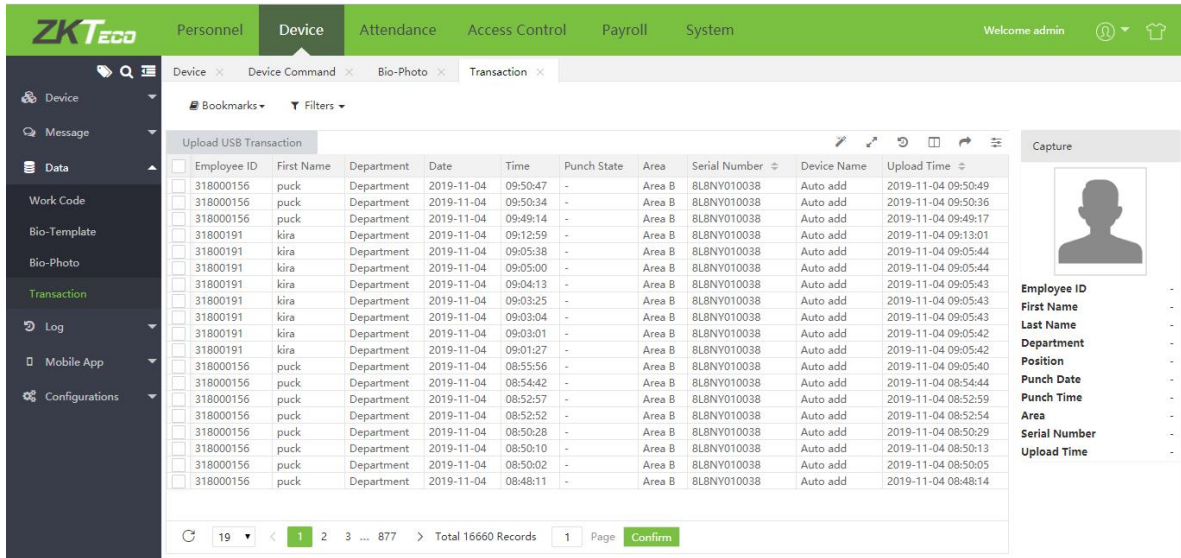 ZKTeco
Personnel Device Attendance Access Control Payroll System Welcome admin
Device Device Command Bio-Photo Transaction
Device
Message
Data
Work Code
Bio-Template
Bio-Photo
Transaction
Log
Mobile App
Configurations
Bookmarks Filters
Upload USB Transaction
Employee ID First Name Department Date Time Punch State Area Serial Number Device Name Upload Time
318000156 puck Department 2019-11-04 09:50:47 - Area B 8L8NY010038 Auto add 2019-11-04 09:50:49
318000156 puck Department 2019-11-04 09:50:34 - Area B 8L8NY010038 Auto add 2019-11-04 09:50:36
318000156 puck Department 2019-11-04 09:49:14 - Area B 8L8NY010038 Auto add 2019-11-04 09:49:17
31800191 kira Department 2019-11-04 09:12:59 - Area B 8L8NY010038 Auto add 2019-11-04 09:13:01
31800191 kira Department 2019-11-04 09:05:38 - Area B 8L8NY010038 Auto add 2019-11-04 09:05:44
31800191 kira Department 2019-11-04 09:05:00 - Area B 8L8NY010038 Auto add 2019-11-04 09:05:44
31800191 kira Department 2019-11-04 09:04:13 - Area B 8L8NY010038 Auto add 2019-11-04 09:05:43
31800191 kira Department 2019-11-04 09:03:25 - Area B 8L8NY010038 Auto add 2019-11-04 09:05:43
31800191 kira Department 2019-11-04 09:03:04 - Area B 8L8NY010038 Auto add 2019-11-04 09:05:43
31800191 kira Department 2019-11-04 09:03:01 - Area B 8L8NY010038 Auto add 2019-11-04 09:05:42
31800191 kira Department 2019-11-04 09:01:27 - Area B 8L8NY010038 Auto add 2019-11-04 09:05:42
318000156 puck Department 2019-11-04 08:55:56 - Area B 8L8NY010038 Auto add 2019-11-04 09:05:40
318000156 puck Department 2019-11-04 08:54:42 - Area B 8L8NY010038 Auto add 2019-11-04 08:54:44
318000156 puck Department 2019-11-04 08:52:57 - Area B 8L8NY010038 Auto add 2019-11-04 08:52:59
318000156 puck Department 2019-11-04 08:52:52 - Area B 8L8NY010038 Auto add 2019-11-04 08:52:54
318000156 puck Department 2019-11-04 08:50:28 - Area B 8L8NY010038 Auto add 2019-11-04 08:50:29
318000156 puck Department 2019-11-04 08:50:10 - Area B 8L8NY010038 Auto add 2019-11-04 08:50:13
318000156 puck Department 2019-11-04 08:50:02 - Area B 8L8NY010038 Auto add 2019-11-04 08:50:05
318000156 puck Department 2019-11-04 08:48:11 - Area B 8L8NY010038 Auto add 2019-11-04 08:48:14
19 < 1 2 3 ... 877 > Total 16660 Records 1 Page Confirm
Capture
Employee ID -
First Name -
Last Name -
Department -
Position -
Punch Date -
Punch Time -
Area -
Serial Number -
Upload Time -